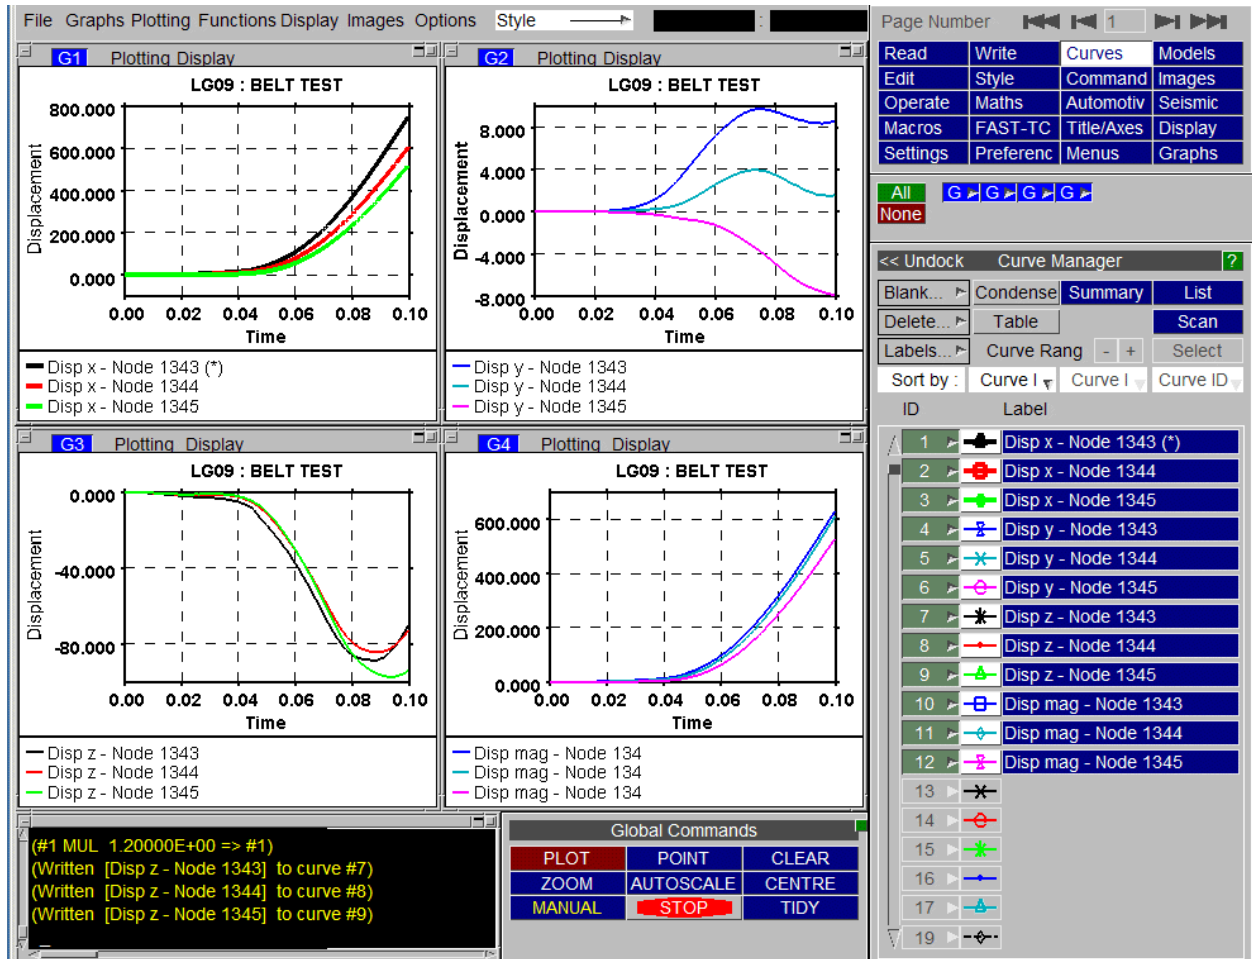 File Graphs Plotting Functions Display Images Options Style :
Page Number 1
Read Write Curves Models
Edit Style Command Images
Operate Maths Automotiv Seismic
Macros FAST-TC Title/Axes Display
Settings Preferenc Menus Graphs
All G G G G
None
G1 Plotting Display
LG09 : BELT TEST
800.000
600.000
400.000
200.000
0.000
Displacement
0.00 0.02 0.04 0.06 0.08 0.10
Time
Disp x - Node 1343 (*)
Disp x - Node 1344
Disp x - Node 1345
G2 Plotting Display
LG09 : BELT TEST
8.000
4.000
0.000
-4.000
-8.000
Displacement
0.00 0.02 0.04 0.06 0.08 0.10
Time
Disp y - Node 1343
Disp y - Node 1344
Disp y - Node 1345
G3 Plotting Display
LG09 : BELT TEST
0.000
-40.000
-80.000
Displacement
0.00 0.02 0.04 0.06 0.08 0.10
Time
Disp z - Node 1343
Disp z - Node 1344
Disp z - Node 1345
G4 Plotting Display
LG09 : BELT TEST
600.000
400.000
200.000
0.000
Displacement
0.00 0.02 0.04 0.06 0.08 0.10
Time
Disp mag - Node 134
Disp mag - Node 134
Disp mag - Node 134
<< Undock Curve Manager ?
Blank... Condense Summary List
Delete... Table Scan
Labels... Curve Rang - + Select
Sort by : Curve I Curve I Curve ID
ID Label
1 Disp x - Node 1343 (*)
2 Disp x - Node 1344
3 Disp x - Node 1345
4 Disp y - Node 1343
5 Disp y - Node 1344
6 Disp y - Node 1345
7 Disp z - Node 1343
8 Disp z - Node 1344
9 Disp z - Node 1345
10 Disp mag - Node 1343
11 Disp mag - Node 1344
12 Disp mag - Node 1345
13
14
15
16
17
19
(#1 MUL 1.20000E+00 => #1)
(Written [Disp z - Node 1343] to curve #7)
(Written [Disp z - Node 1344] to curve #8)
(Written [Disp z - Node 1345] to curve #9)
_
Global Commands
PLOT POINT CLEAR
ZOOM AUTOSCALE CENTRE
MANUAL STOP TIDY